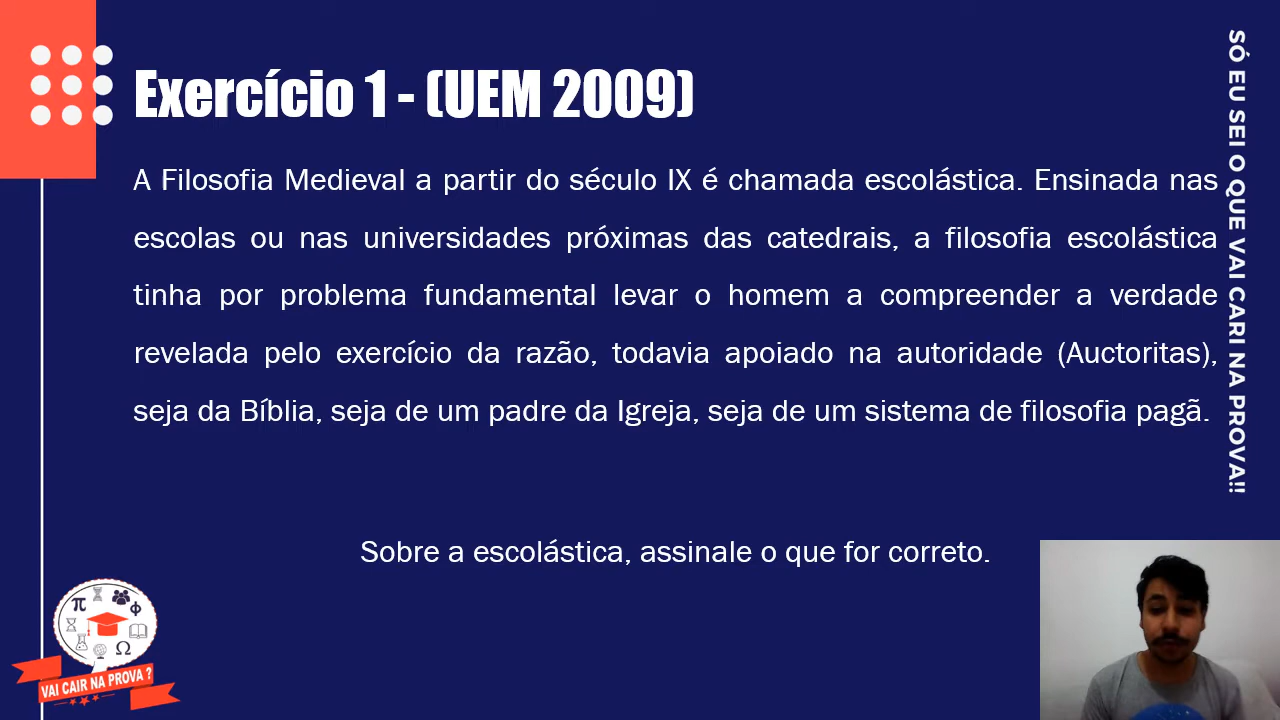 Exercício 1 - (UEM 2009)
A Filosofia Medieval a partir do século IX é chamada escolástica. Ensinada nas
escolas ou nas universidades próximas das catedrais, a filosofia escolástica
tinha por problema fundamental levar o homem a compreender a verdade
revelada pelo exercício da razão, todavia apoiado na autoridade (Auctoritas),
seja da Bíblia, seja de um padre da Igreja, seja de um sistema de filosofia pagã.
Sobre a escolástica, assinale o que for correto.
SÓ EU SEI O QUE VAI CARI NA PROVA!!
π
Φ
Ω
VAI CAIR NA PROVA ?